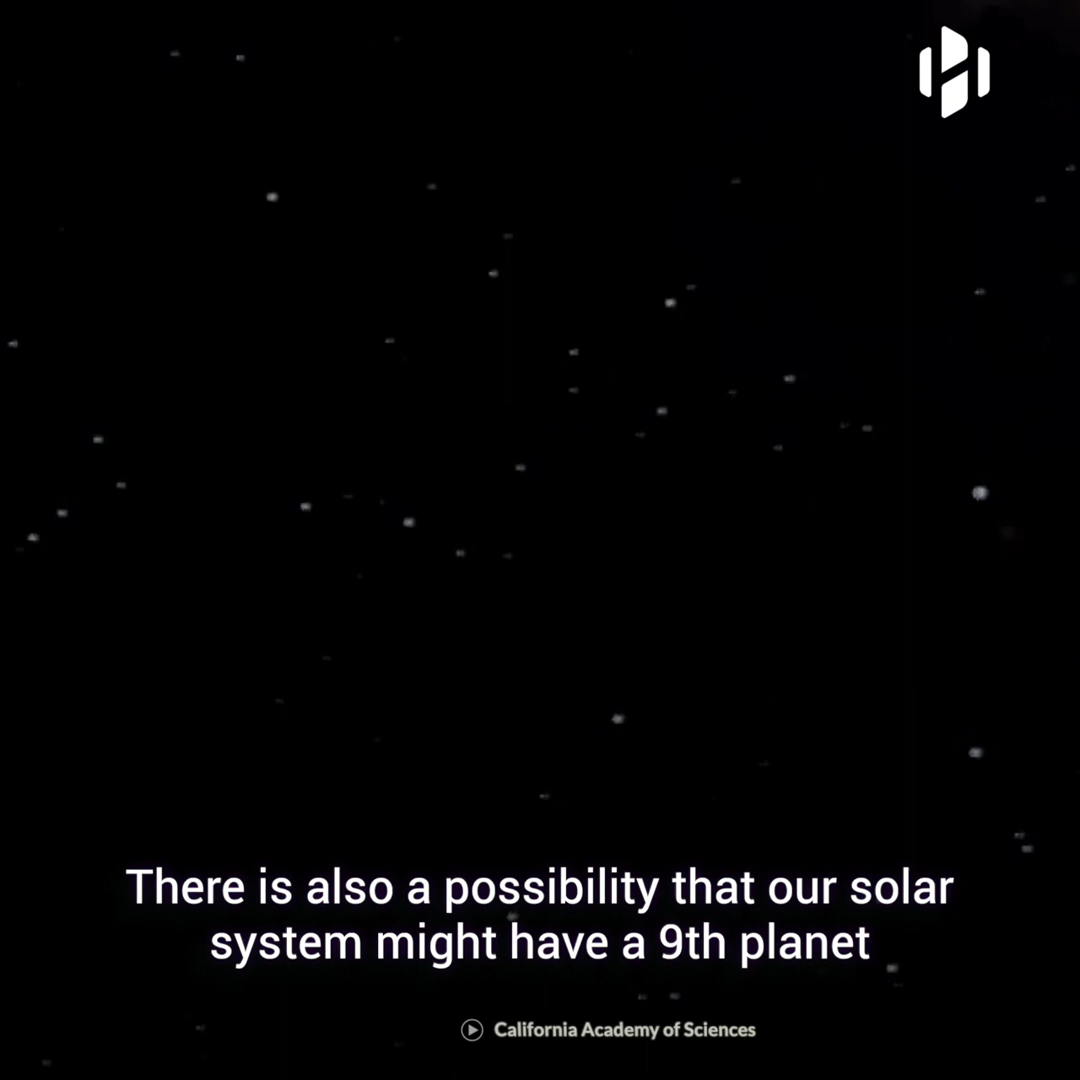 There is also a possibility that our solar
system might have a 9th planet
California Academy of Sciences